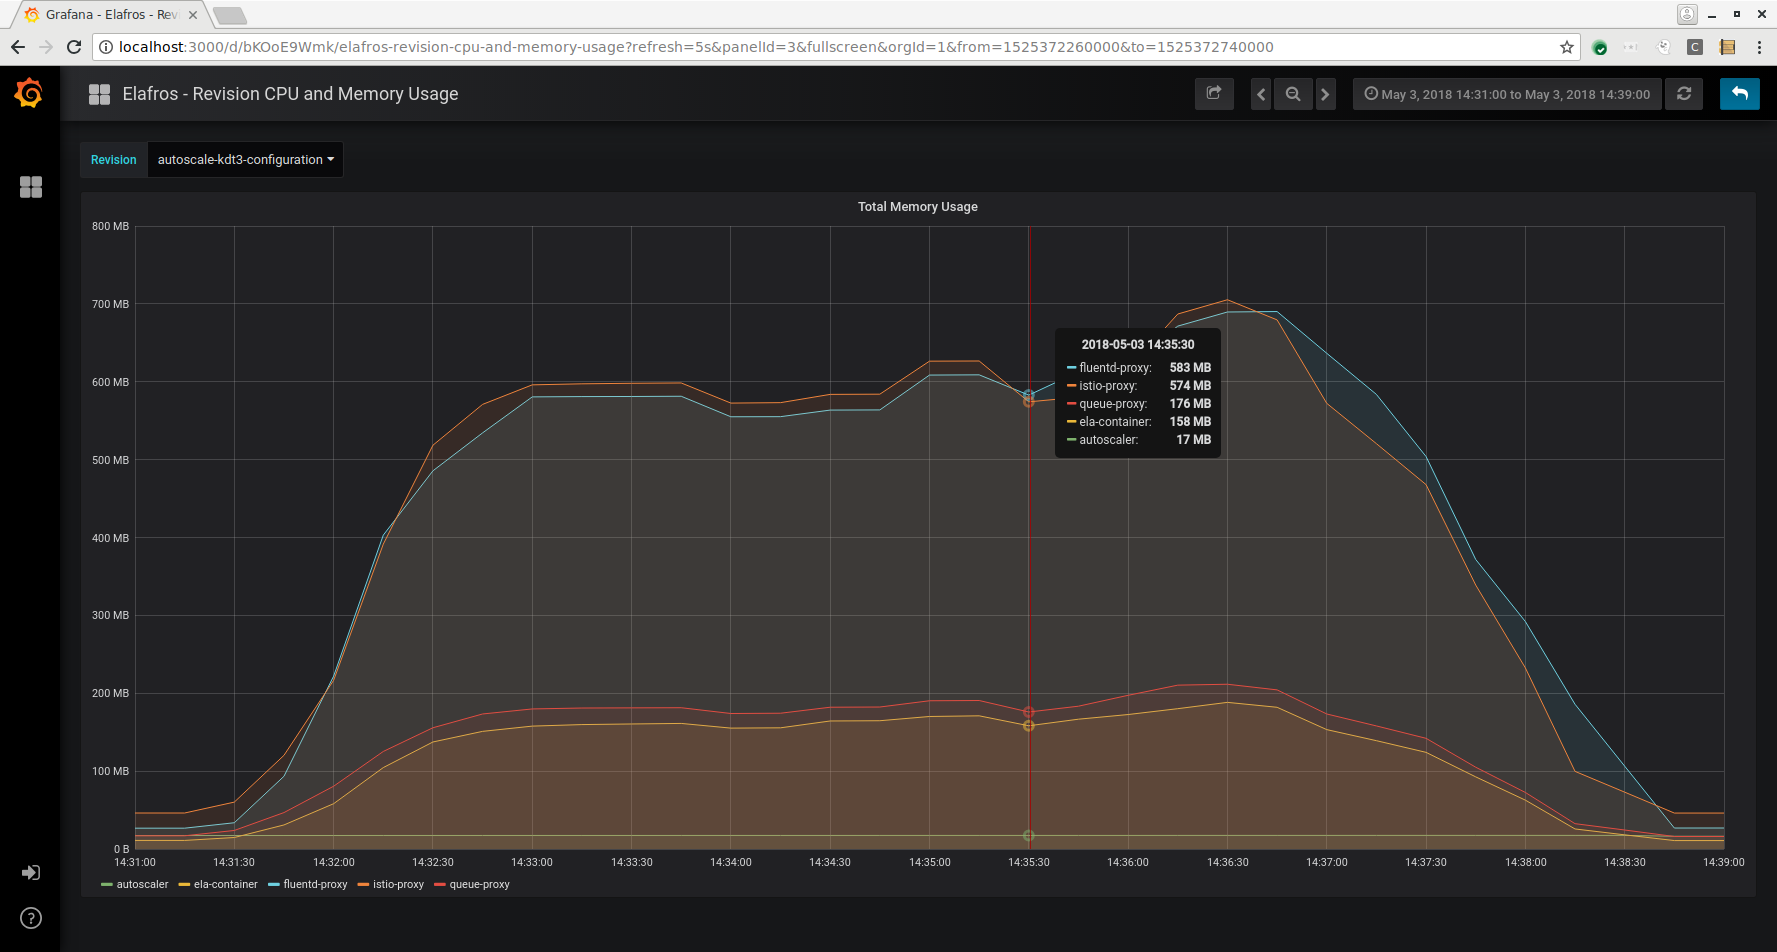 Grafana - Elafros - Rev
localhost:3000/d/bKOoE9Wmk/elafros-revision-cpu-and-memory-usage?refresh=5s&panelId=3&fullscreen&orgId=1&from=1525372260000&to=1525372740000
Elafros - Revision CPU and Memory Usage
May 3, 2018 14:31:00 to May 3, 2018 14:39:00
Revision autoscale-kdt3-configuration
Total Memory Usage
800 MB
700 MB
600 MB
500 MB
400 MB
300 MB
200 MB
100 MB
0 B
2018-05-03 14:35:30
fluentd-proxy: 583 MB
istio-proxy: 574 MB
queue-proxy: 176 MB
ela-container: 158 MB
autoscaler: 17 MB
14:31:00 14:31:30 14:32:00 14:32:30 14:33:00 14:33:30 14:34:00 14:34:30 14:35:00 14:35:30 14:36:00 14:36:30 14:37:00 14:37:30 14:38:00 14:38:30 14:39:00
autoscaler ela-container fluentd-proxy istio-proxy queue-proxy